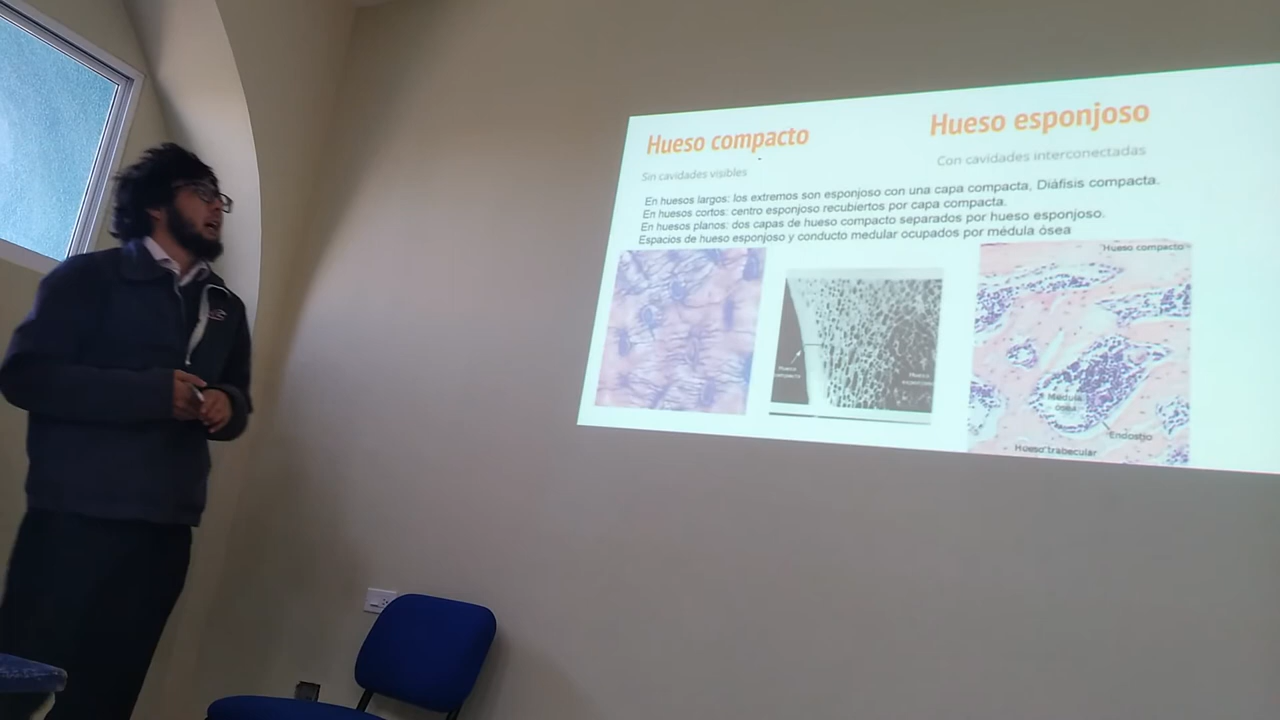 Hueso compacto
Hueso esponjoso
Sin cavidades visibles
Con cavidades interconectadas
En huesos largos: los extremos son esponjoso con una capa compacta, Diáfisis compacta.
En huesos cortos: centro esponjoso recubiertos por capa compacta.
En huesos planos: dos capas de hueso compacto separados por hueso esponjoso.
Espacios de hueso esponjoso y conducto medular ocupados por médula ósea
Hueso compacto
Hueso
compacto
Hueso
Médula
ósea
Endostio
Hueso trabecular